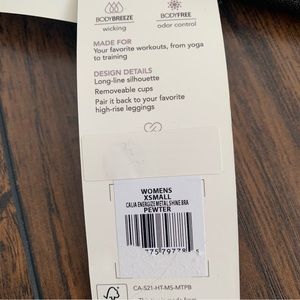 BODYBREEZE
wicking
BODYFREE
odor control
MADE FOR
Your favorite workouts, from yoga
to training
DESIGN DETAILS
Long-line silhouette
Removeable cups
Pair it back to your favorite
high-rise leggings
WOMENS
XSMALL
CALIA ENERGIZE METAL SHINE BRA
PEWTER
CA-S21-HT-MS-MTPB
FSC